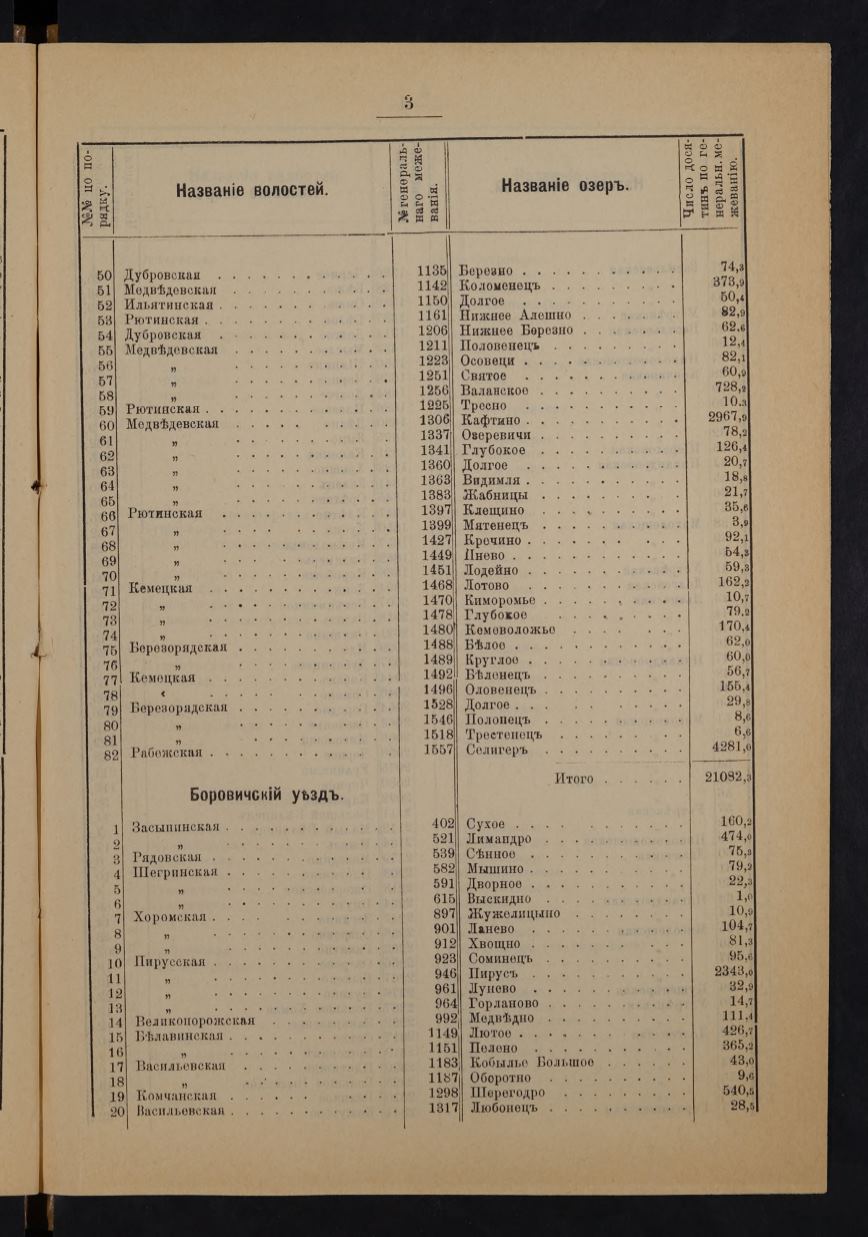 3
№№ по по-
рядку.
Названіе волостей.
№ генераль-
наго меже-
ванія.
Названіе озеръ.
Число деся-
тинъ по ге-
неральн. ме-
жеванію.
50 Дубровская 1135 Березно 74,3
51 Медвѣдевская 1142 Коломенецъ 373,9
52 Ильятинская 1150 Долгое 50,4
53 Рютинская 1161 Нижнее Алешно 82,9
54 Дубровская 1206 Нижнее Березно 62,6
55 Медвѣдевская 1211 Половенецъ 12,4
56 „ 1223 Осовеци 82,1
57 „ 1251 Святое 60,9
58 „ 1256 Валанское 728,2
59 Рютинская 1225 Тресно 10,3
60 Медвѣдевская 1306 Кафтино 2967,9
61 „ 1337 Озеревичи 78,2
62 „ 1341 Глубокое 126,4
63 „ 1360 Долгое 20,7
64 „ 1363 Видимля 18,8
65 „ 1383 Жабницы 21,7
66 Рютинская 1397 Клещино 35,6
67 „ 1399 Мятенецъ 3,9
68 „ 1427 Кречино 92,1
69 „ 1449 Пнево 54,3
70 „ 1451 Лодейно 59,3
71 Кемецкая 1468 Лотово 162,2
72 „ 1470 Киморомье 10,7
73 „ 1478 Глубокое 79,2
74 „ 1480 Комоволожье 170,4
75 Березорядская 1488 Бѣлое 62,0
76 „ 1489 Круглое 60,0
77 Кемецкая 1492 Бѣленецъ 56,7
78 ‹ 1496 Оловенецъ 155,4
79 Березорядская 1528 Долгое 29,8
80 „ 1546 Полонецъ 8,6
81 „ 1518 Трестенецъ 6,6
82 Рабежская 1557 Селигеръ 4281,0
Итого 21082,3
Боровичскій уѣздъ.
1 Засыпинская 402 Сухое 160,2
2 „ 521 Лимандро 474,0
3 Рядовская 539 Сѣнное 75,3
4 Шегринская 582 Мышино 79,2
5 „ 591 Дворное 22,3
6 „ 615 Выскидно 1,0
7 Хоромская 897 Жужелицыно 10,9
8 „ 901 Ланево 104,7
9 „ 912 Хвощно 81,3
10 Пирусская 923 Соминецъ 95,6
11 „ 946 Пирусъ 2343,0
12 „ 961 Лунево 32,9
13 „ 964 Горланово 14,7
14 Великопорожская 992 Медвѣдно 111,4
15 Бѣлавинская 1149 Лютое 426,7
16 „ 1151 Пелено 365,2
17 Васильевская 1183 Кобылье Большое 43,0
18 „ 1187 Оборотно 9,6
19 Комчанская 1298 Шерегодро 540,5
20 Васильевская 1317 Любонецъ 28,5